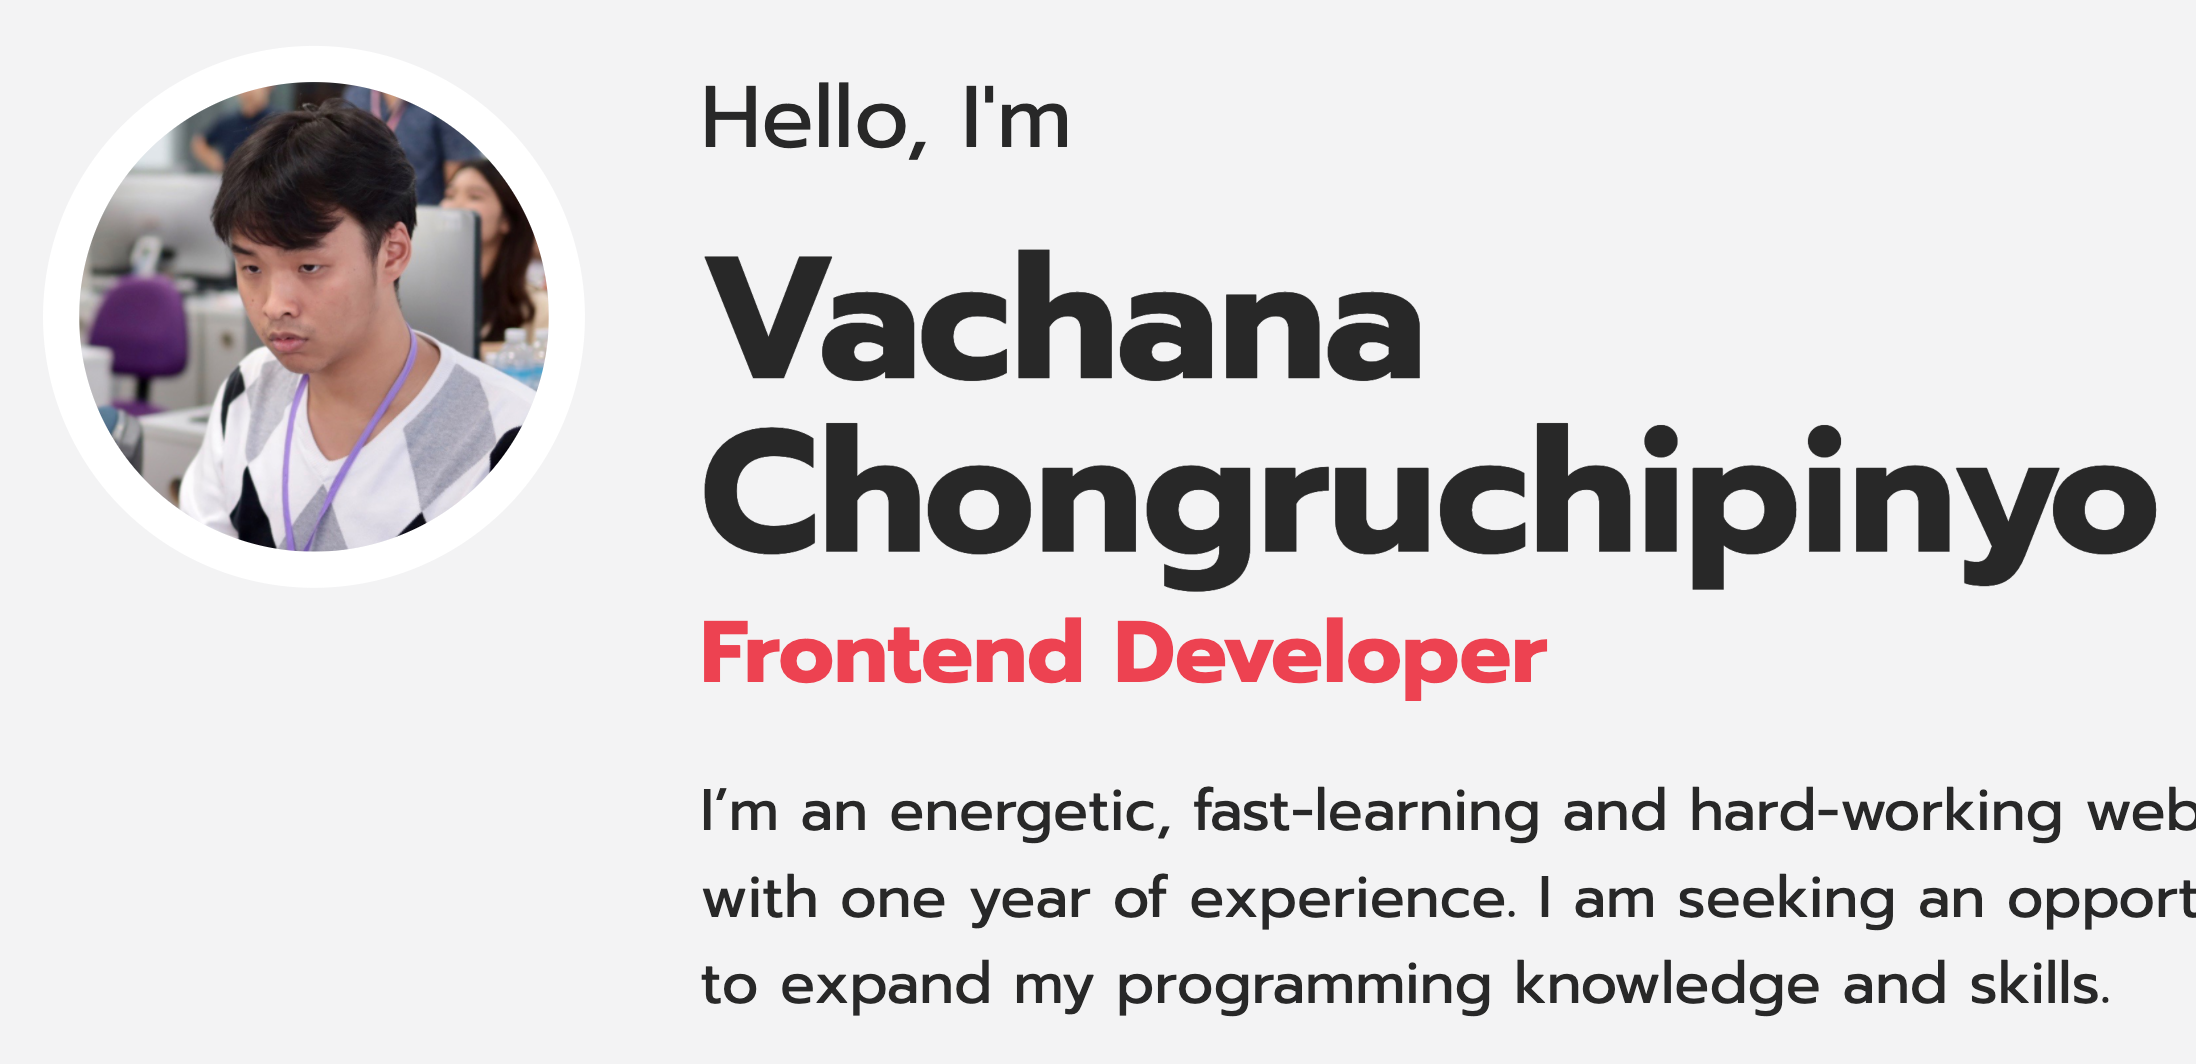 Hello, I'm
Vachana
Chongruchipinyo
Frontend Developer
I’m an energetic, fast-learning and hard-working web
with one year of experience. I am seeking an opport
to expand my programming knowledge and skills.